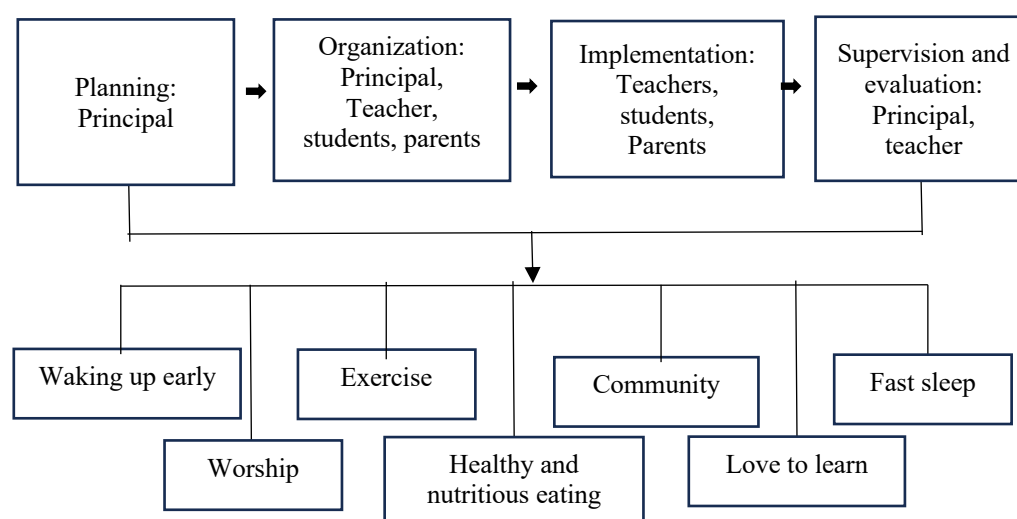 Planning:
Principal
Organization:
Principal,
Teacher,
students, parents
Implementation:
Teachers,
students,
Parents
Supervision and
evaluation:
Principal,
teacher
Waking up early
Worship
Exercise
Healthy and
nutritious eating
Community
Love to learn
Fast sleep